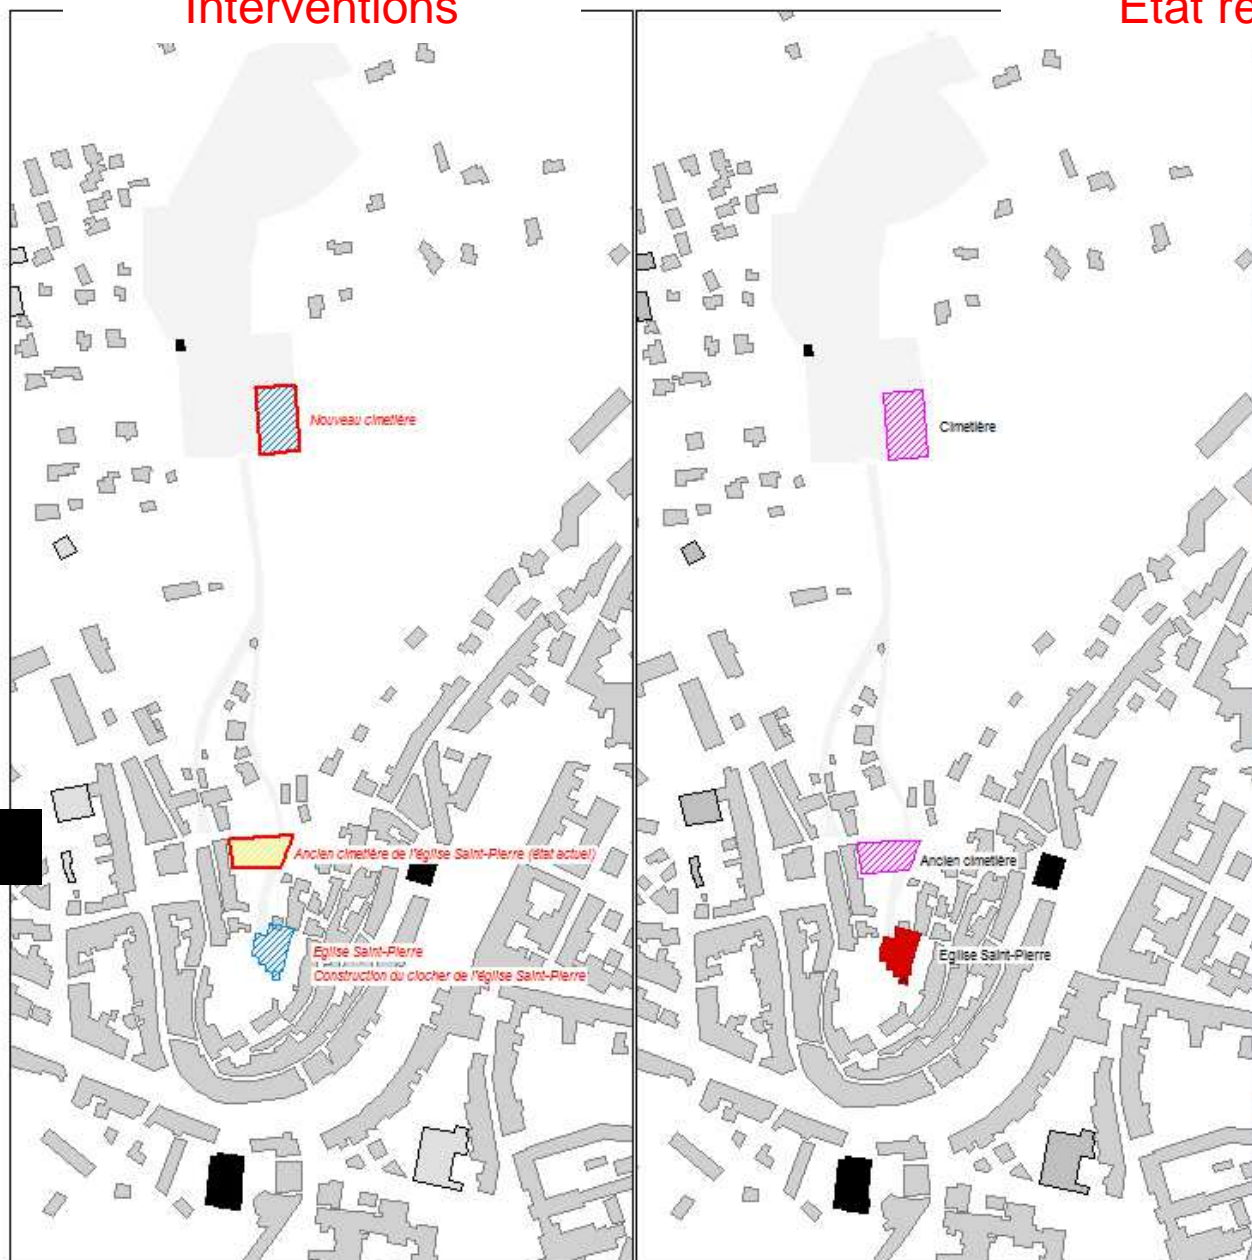 Interventions
Nouveau cimetière
Ancien cimetière de l'église Saint-Pierre (état actuel)
Eglise Saint-Pierre
Construction du clocher de l'église Saint-Pierre
Etat re
Cimetière
Ancien cimetière
Eglise Saint-Pierre